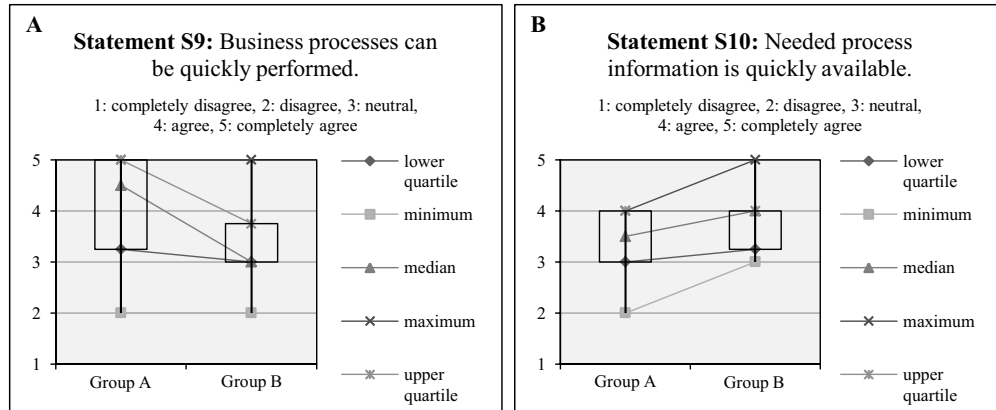 A
Statement S9: Business processes can
be quickly performed.
1: completely disagree, 2: disagree, 3: neutral,
4: agree, 5: completely agree
5
4
3
2
1
Group A
Group B
lower
quartile
minimum
median
maximum
upper
quartile
B
Statement S10: Needed process
information is quickly available.
1: completely disagree, 2: disagree, 3: neutral,
4: agree, 5: completely agree
5
4
3
2
1
Group A
Group B
lower
quartile
minimum
median
maximum
upper
quartile